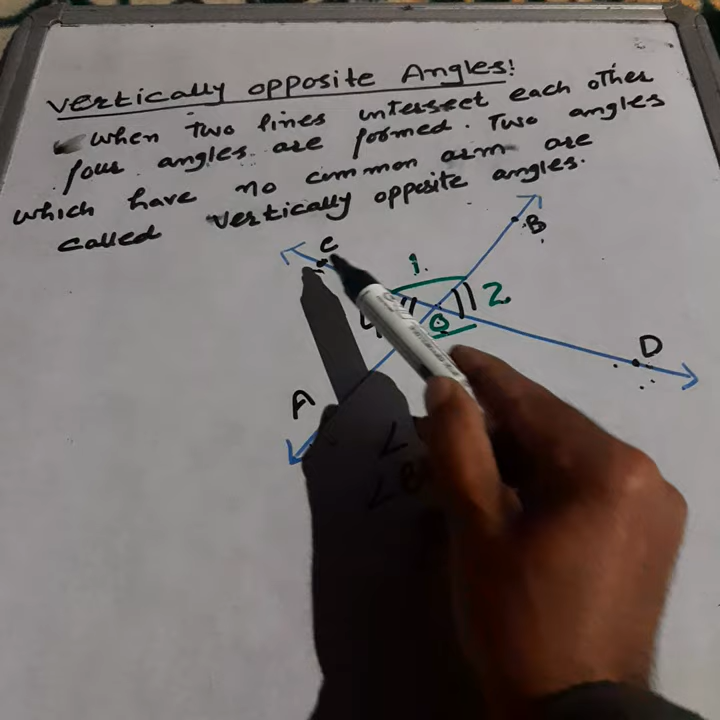 Vertically opposite Angles!
when two lines intersect each other
four angles are formed. Two angles
which have no common arm are
called vertically opposite angles.
C
B
1
2
O
D
A